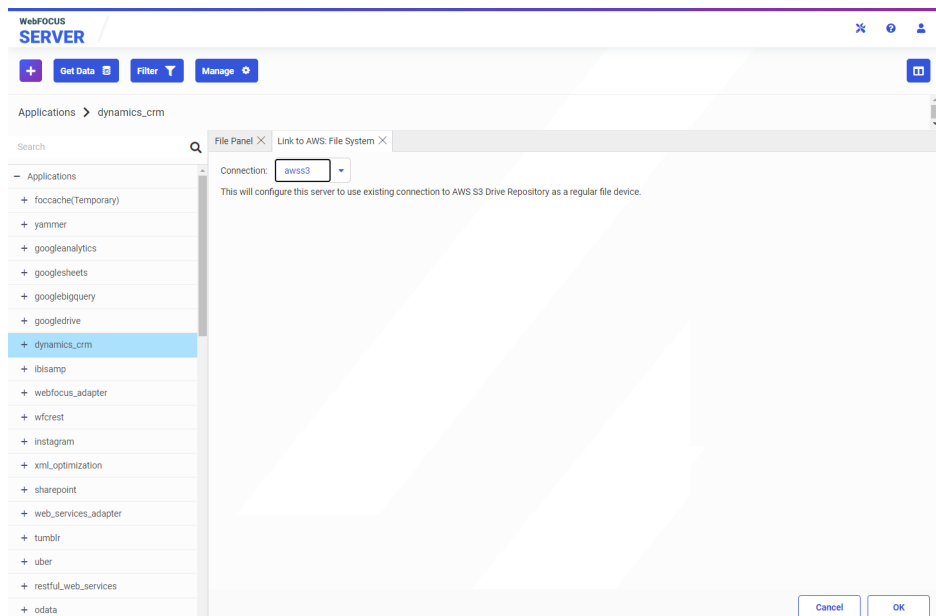 WebFOCUS
SERVER
Get Data
Filter
Manage
Applications dynamics_crm
Search
File Panel
Link to AWS: File System
Applications
foccache(Temporary)
yammer
googleanalytics
googlesheets
googlebigquery
googledrive
dynamics_crm
ibisamp
webfocus_adapter
wfcrest
instagram
xml_optimization
sharepoint
web_services_adapter
tumblr
uber
restful_web_services
odata
Connection: awss3
This will configure this server to use existing connection to AWS S3 Drive Repository as a regular file device.
Cancel
OK